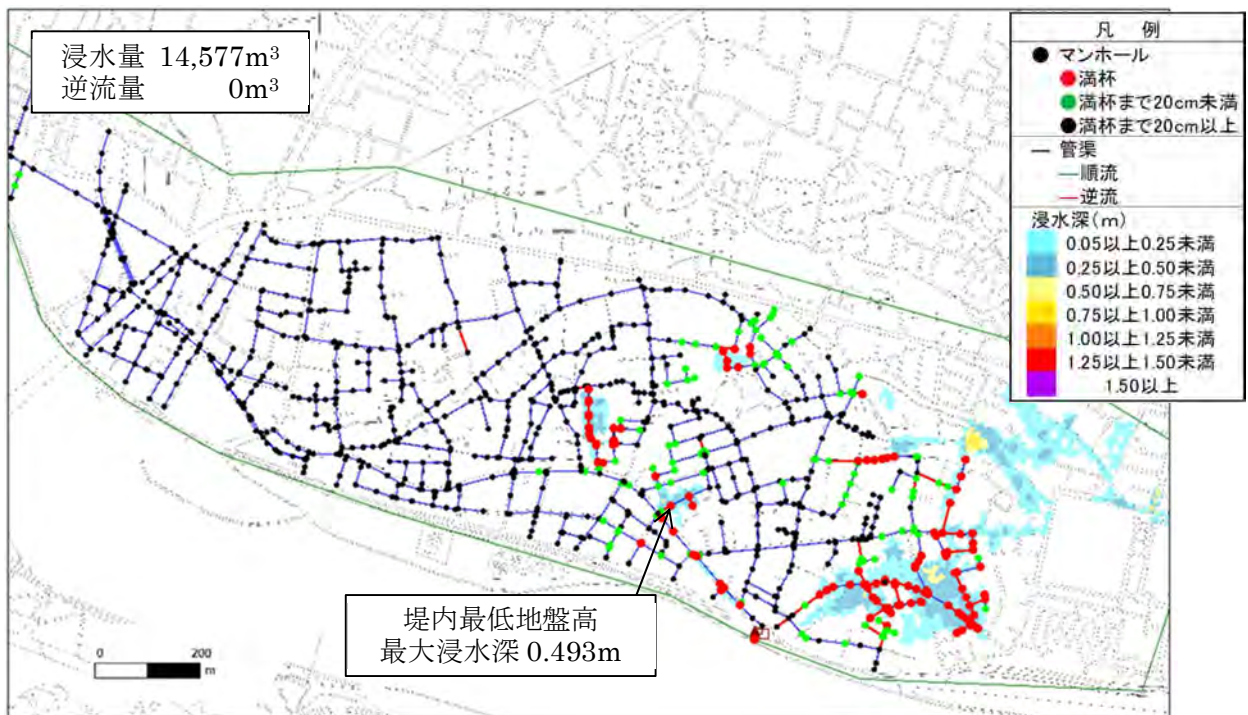 浸水量 14,577m³
逆流量 0m³
凡 例
マンホール
満杯
満杯まで20cm未満
満杯まで20cm以上
管渠
順流
逆流
浸水深(m)
0.05以上0.25未満
0.25以上0.50未満
0.50以上0.75未満
0.75以上1.00未満
1.00以上1.25未満
1.25以上1.50未満
1.50以上
堤内最低地盤高
最大浸水深 0.493m
0 200
m